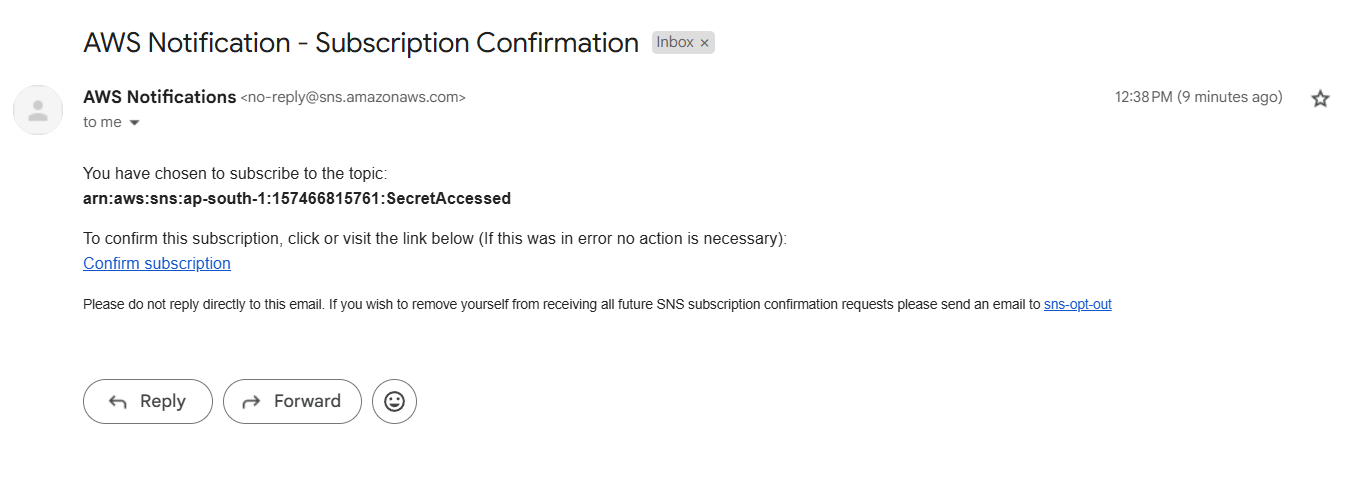 AWS Notification - Subscription Confirmation Inbox ×
AWS Notifications <no-reply@sns.amazonaws.com> 12:38 PM (9 minutes ago)
to me
You have chosen to subscribe to the topic:
arn:aws:sns:ap-south-1:157466815761:SecretAccessed
To confirm this subscription, click or visit the link below (If this was in error no action is necessary):
Confirm subscription
Please do not reply directly to this email. If you wish to remove yourself from receiving all future SNS subscription confirmation requests please send an email to sns-opt-out
Reply Forward